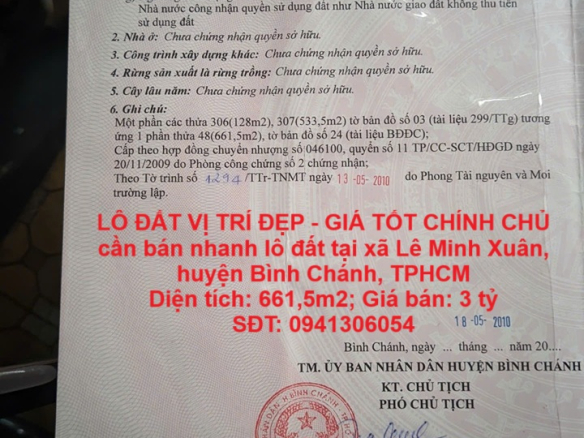 Nhà nước công nhận quyền sử dụng đất như Nhà nước giao đất không thu tiền
sử dụng đất
2. Nhà ở: Chưa chứng nhận quyền sở hữu.
3. Công trình xây dựng khác: Chưa chứng nhận quyền sở hữu.
4. Rừng sản xuất là rừng trồng: Chưa chứng nhận quyền sở hữu.
5. Cây lâu năm: Chưa chứng nhận quyền sở hữu.
6. Ghi chú:
Một phần các thửa 306(128m2), 307(533,5m2) tờ bản đồ số 03 (tài liệu 299/TTg) tương
ứng 1 phần thửa 48(661,5m2), tờ bản đồ số 24 (tài liệu BĐĐC);
Cấp theo hợp đồng chuyển nhượng số 046100, quyển số 11 TP/CC-SCT/HĐGD ngày
20/11/2009 do Phòng công chứng số 2 chứng nhận;
Theo Tờ trình số 1294/TTr-TNMT ngày 13-05-2010 do Phong Tài nguyên và Moi
trường lập.
LÔ ĐẤT VỊ TRÍ ĐẸP - GIÁ TỐT CHÍNH CHỦ
cần bán nhanh lô đất tại xã Lê Minh Xuân,
huyện Bình Chánh, TPHCM
Diện tích: 661,5m2; Giá bán: 3 tỷ
SĐT: 0941306054
18-05-2010
Bình Chánh, ngày ... tháng ... năm 20....
TM. ỦY BAN NHÂN DÂN HUYỆN BÌNH CHÁNH
KT. CHỦ TỊCH
PHÓ CHỦ TỊCH